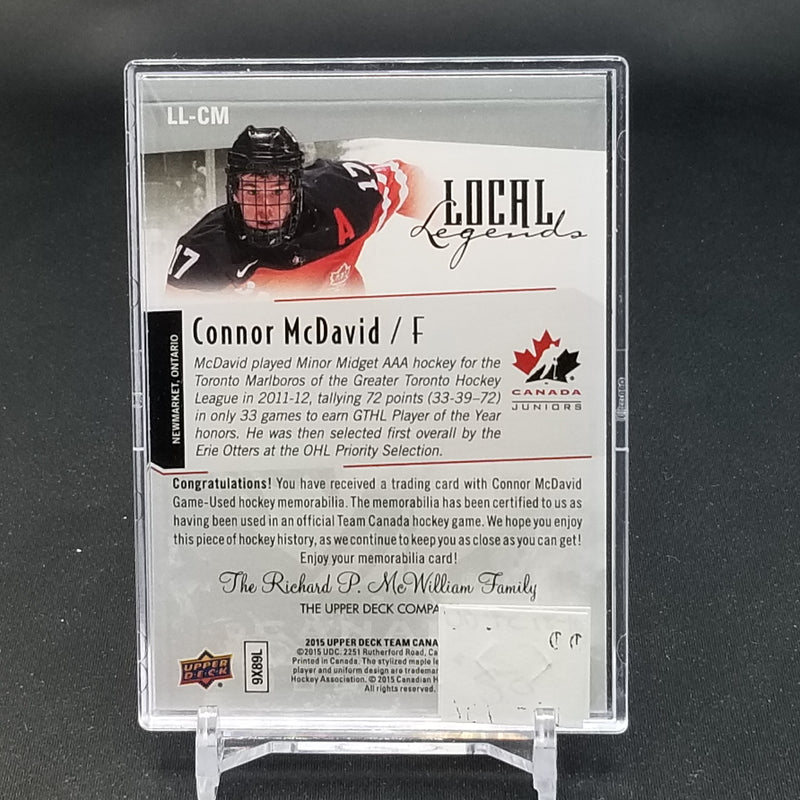 LL-CM
17
17
A
LOCAL
Legends
NEWMARKET, ONTARIO
Connor McDavid / F
McDavid played Minor Midget AAA hockey for the
Toronto Marlboros of the Greater Toronto Hockey
League in 2011-12, tallying 72 points (33-39–72)
in only 33 games to earn GTHL Player of the Year
honors. He was then selected first overall by the
Erie Otters at the OHL Priority Selection.
CANADA
JUNIORS
Congratulations! You have received a trading card with Connor McDavid
Game-Used hockey memorabilia. The memorabilia has been certified to us as
having been used in an official Team Canada hockey game. We hope you enjoy
this piece of hockey history, as we continue to keep you as close as you can get!
Enjoy your memorabilia card!
The Richard P. McWilliam Family
THE UPPER DECK COMPA
UPPER
DECK
9X89L
2015 UPPER DECK TEAM CANA
©2015 UDC. 2251 Rutherford Road, Ca
Printed in Canada. The stylized maple le
player and uniform design are tradema
Hockey Association. © 2015 Canadian H
All rights reserved.